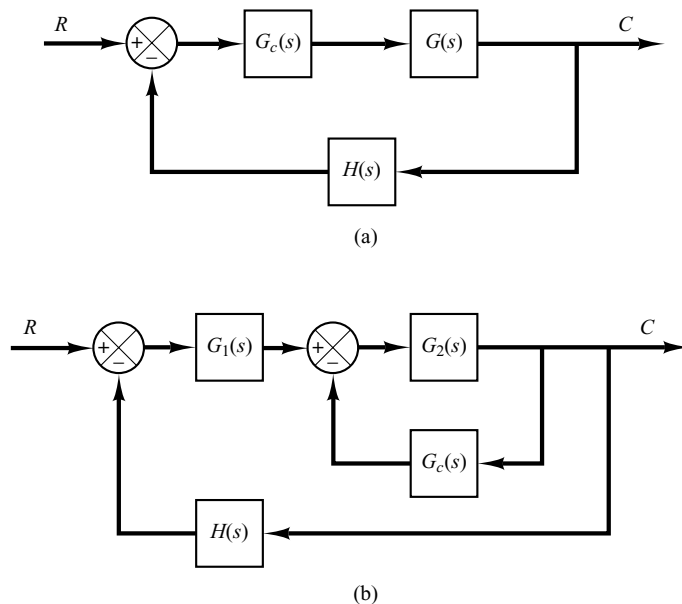 R + − G_c(s) G(s) C
H(s)
(a)
R + − G_1(s) + − G_2(s) C
G_c(s)
H(s)
(b)